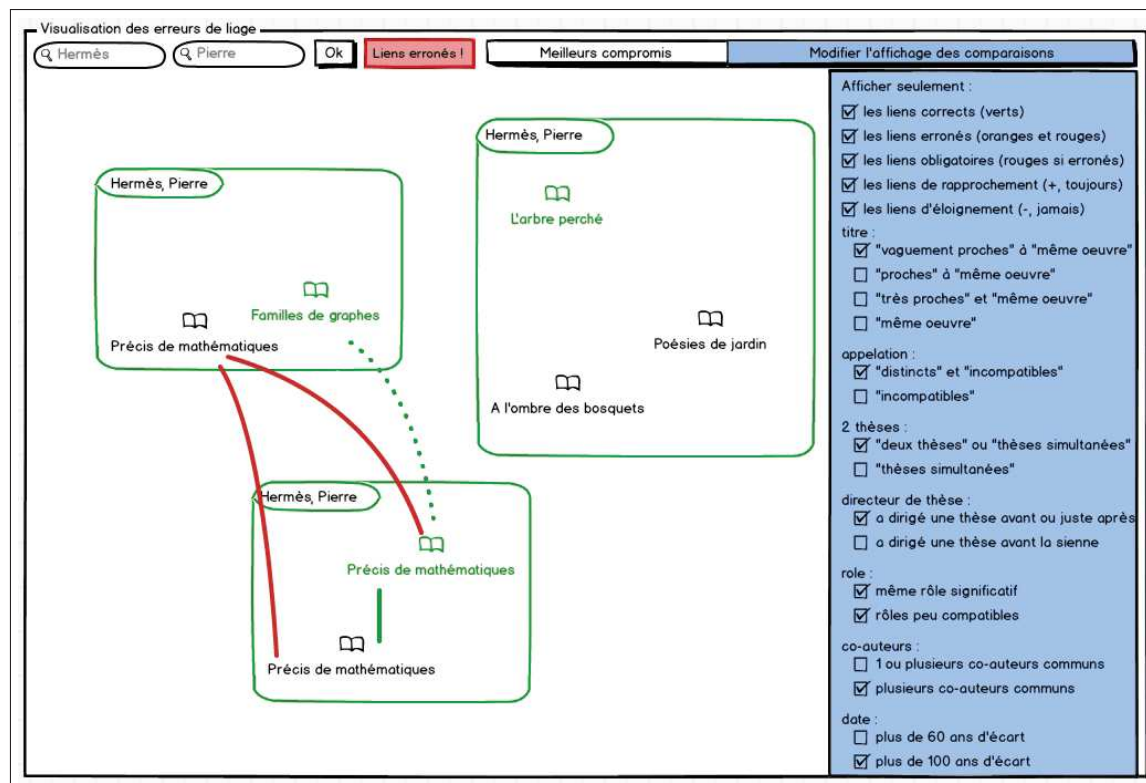 Visualisation des erreurs de liage
Hermès
Pierre
Ok
Liens erronés !
Meilleurs compromis
Modifier l'affichage des comparaisons
Hermès, Pierre
L'arbre perché
Poésies de jardin
A l'ombre des bosquets
Hermès, Pierre
Familles de graphes
Précis de mathématiques
Hermès, Pierre
Précis de mathématiques
Précis de mathématiques
Afficher seulement :
les liens corrects (verts)
les liens erronés (oranges et rouges)
les liens obligatoires (rouges si erronés)
les liens de rapprochement (+, toujours)
les liens d'éloignement (-, jamais)
titre :
"vaguement proches" à "même oeuvre"
"proches" à "même oeuvre"
"très proches" et "même oeuvre"
"même oeuvre"
appelation :
"distincts" et "incompatibles"
"incompatibles"
2 thèses :
"deux thèses" ou "thèses simultanées"
"thèses simultanées"
directeur de thèse :
a dirigé une thèse avant ou juste après
a dirigé une thèse avant la sienne
role :
même rôle significatif
rôles peu compatibles
co-auteurs :
1 ou plusieurs co-auteurs communs
plusieurs co-auteurs communs
date :
plus de 60 ans d'écart
plus de 100 ans d'écart